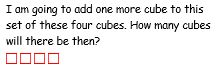 I am going to add one more cube to this
set of these four cubes. How many cubes
will there be then?